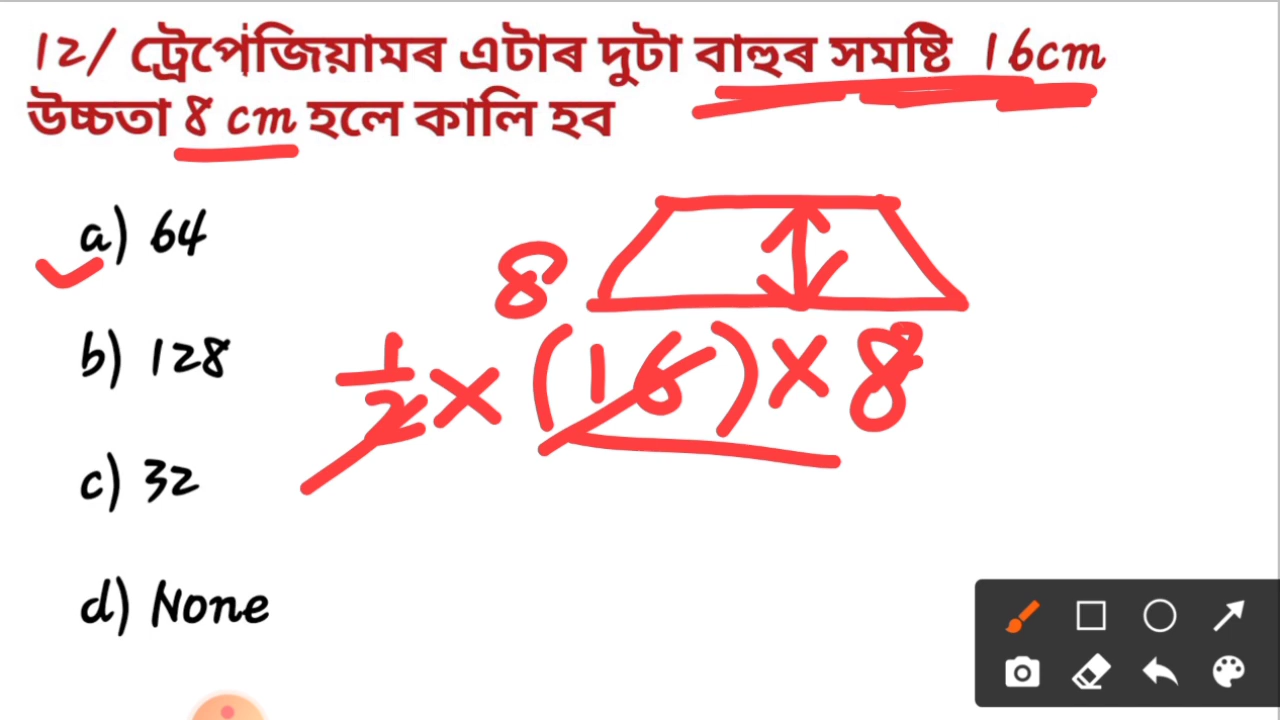 12/ ট্ৰেপেজিয়ামৰ এটাৰ দুটা বাহুৰ সমষ্টি 16cm
উচ্চতা 8 cm হলে কালি হব
a) 64
b) 128
c) 32
d) None
8
1/2 × (16) × 8